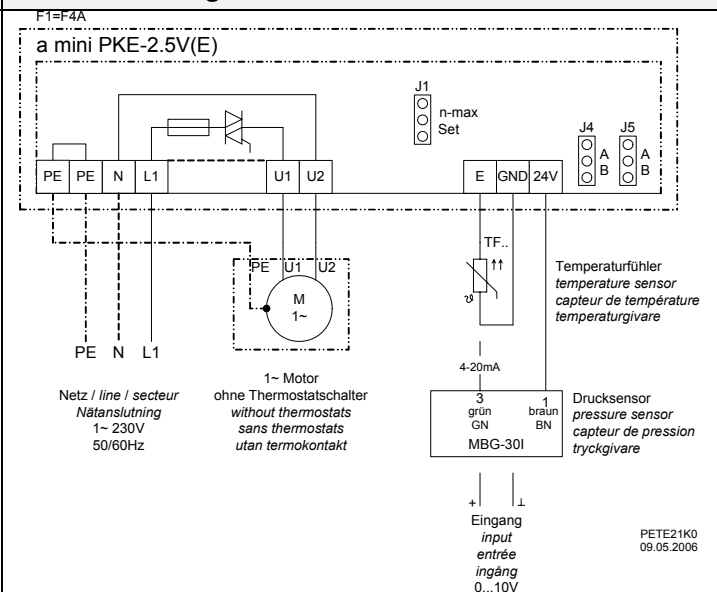 F1=F4A
a mini PKE-2.5V(E)
J1
n-max
Set
J4 J5
A A
B B
PE PE N L1 U1 U2 E GND 24V
TF..
PE U1 U2
M
1~
ϑ
Temperaturfühler
temperature sensor
capteur de température
temperaturgivare
PE N L1
Netz / line / secteur
Nätanslutning
1~ 230V
50/60Hz
1~ Motor
ohne Thermostatschalter
without thermostats
sans thermostats
utan termokontakt
4-20mA
3 1
grün braun
GN BN
MBG-30I
Drucksensor
pressure sensor
capteur de pression
tryckgivare
+ ⊥
Eingang
input
entrée
ingång
0...10V
PETE21K0
09.05.2006